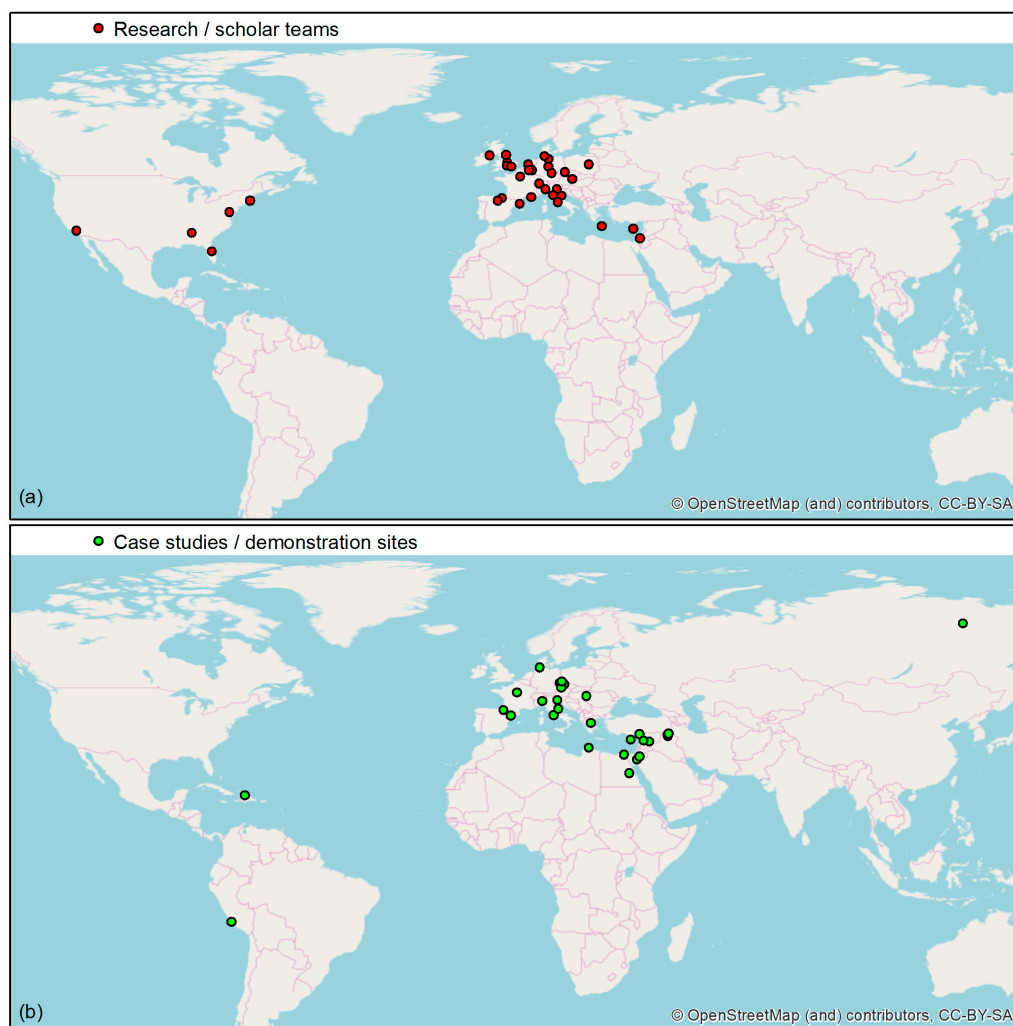 Research / scholar teams
(a)
© OpenStreetMap (and) contributors, CC-BY-SA
Case studies / demonstration sites
(b)
© OpenStreetMap (and) contributors, CC-BY-SA